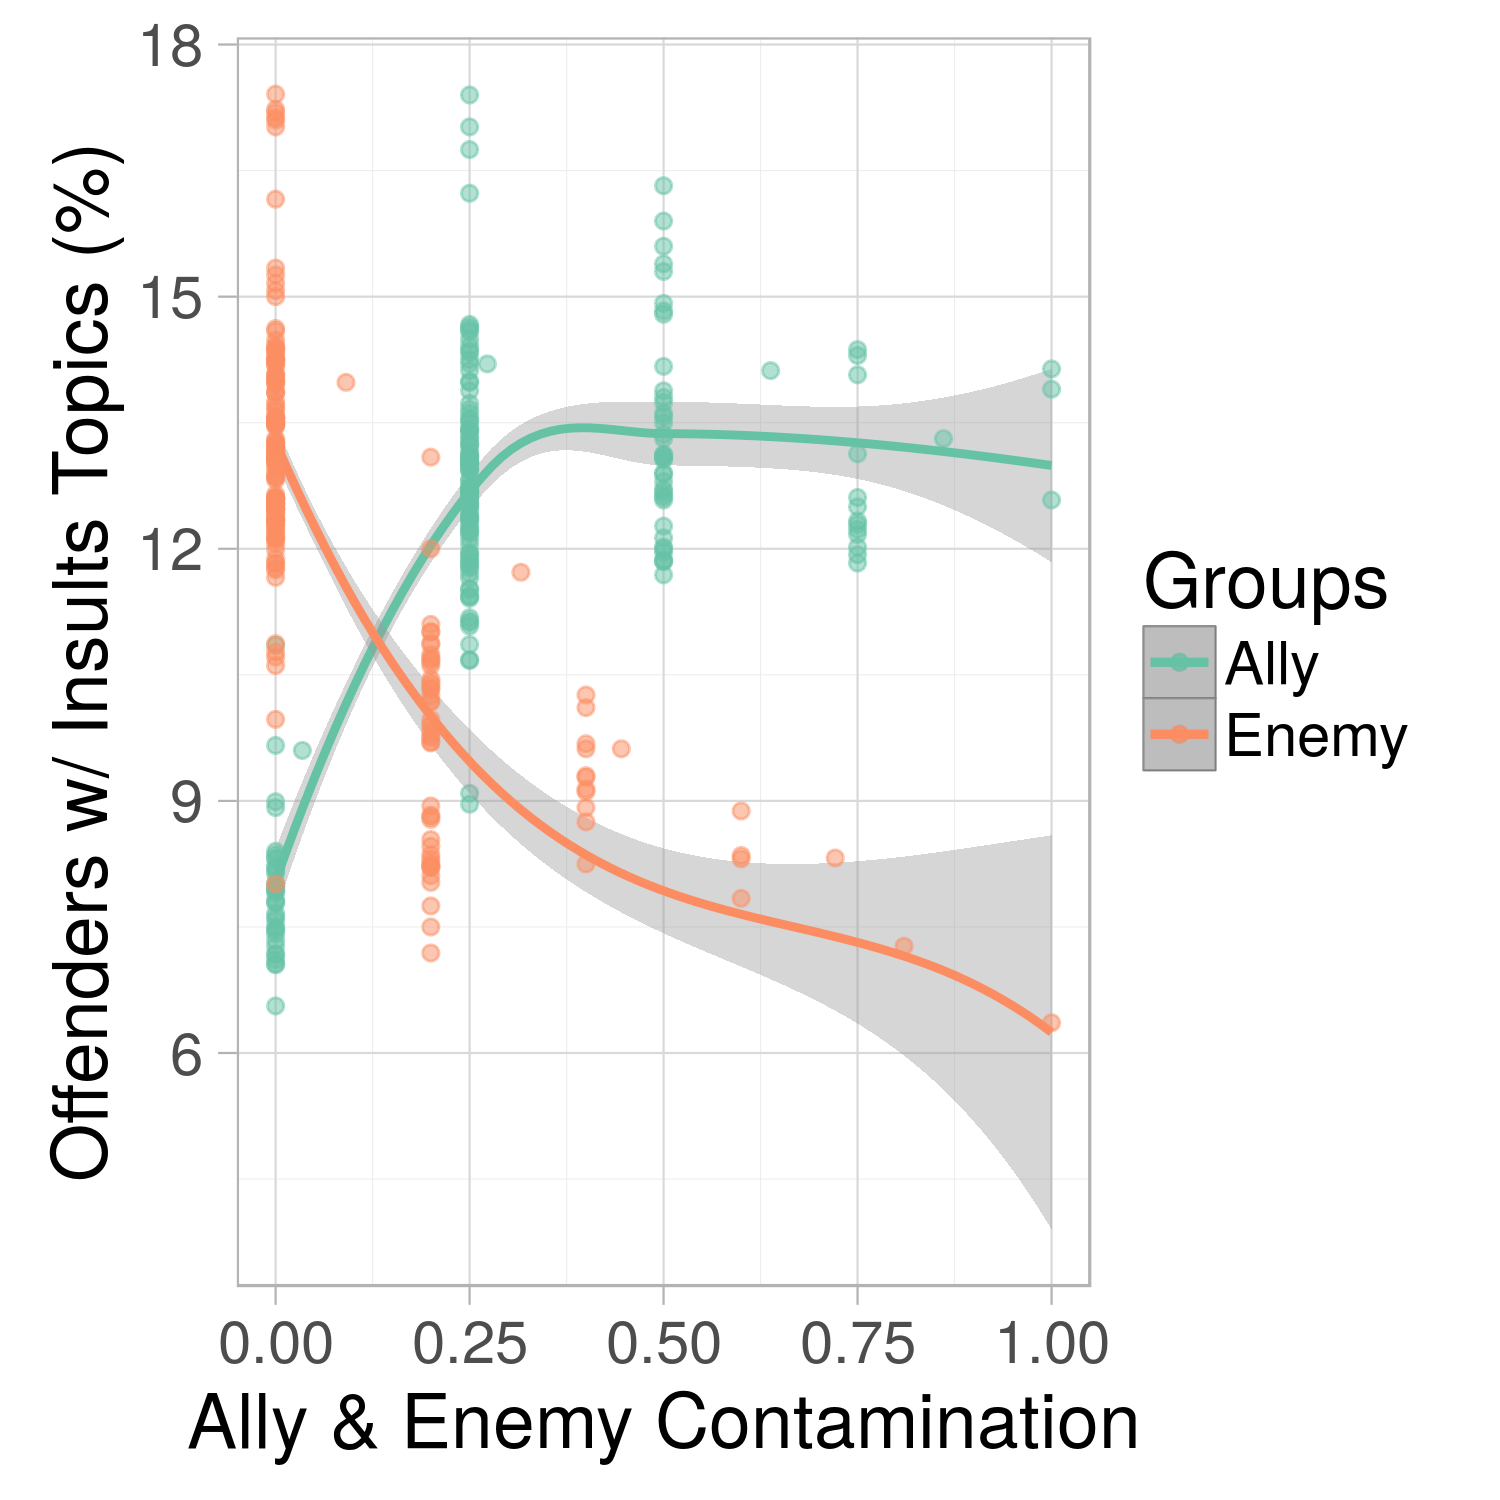 Offenders w/ Insults Topics (%)
18
15
12
9
6
0.00 0.25 0.50 0.75 1.00
Ally & Enemy Contamination
Groups
Ally
Enemy